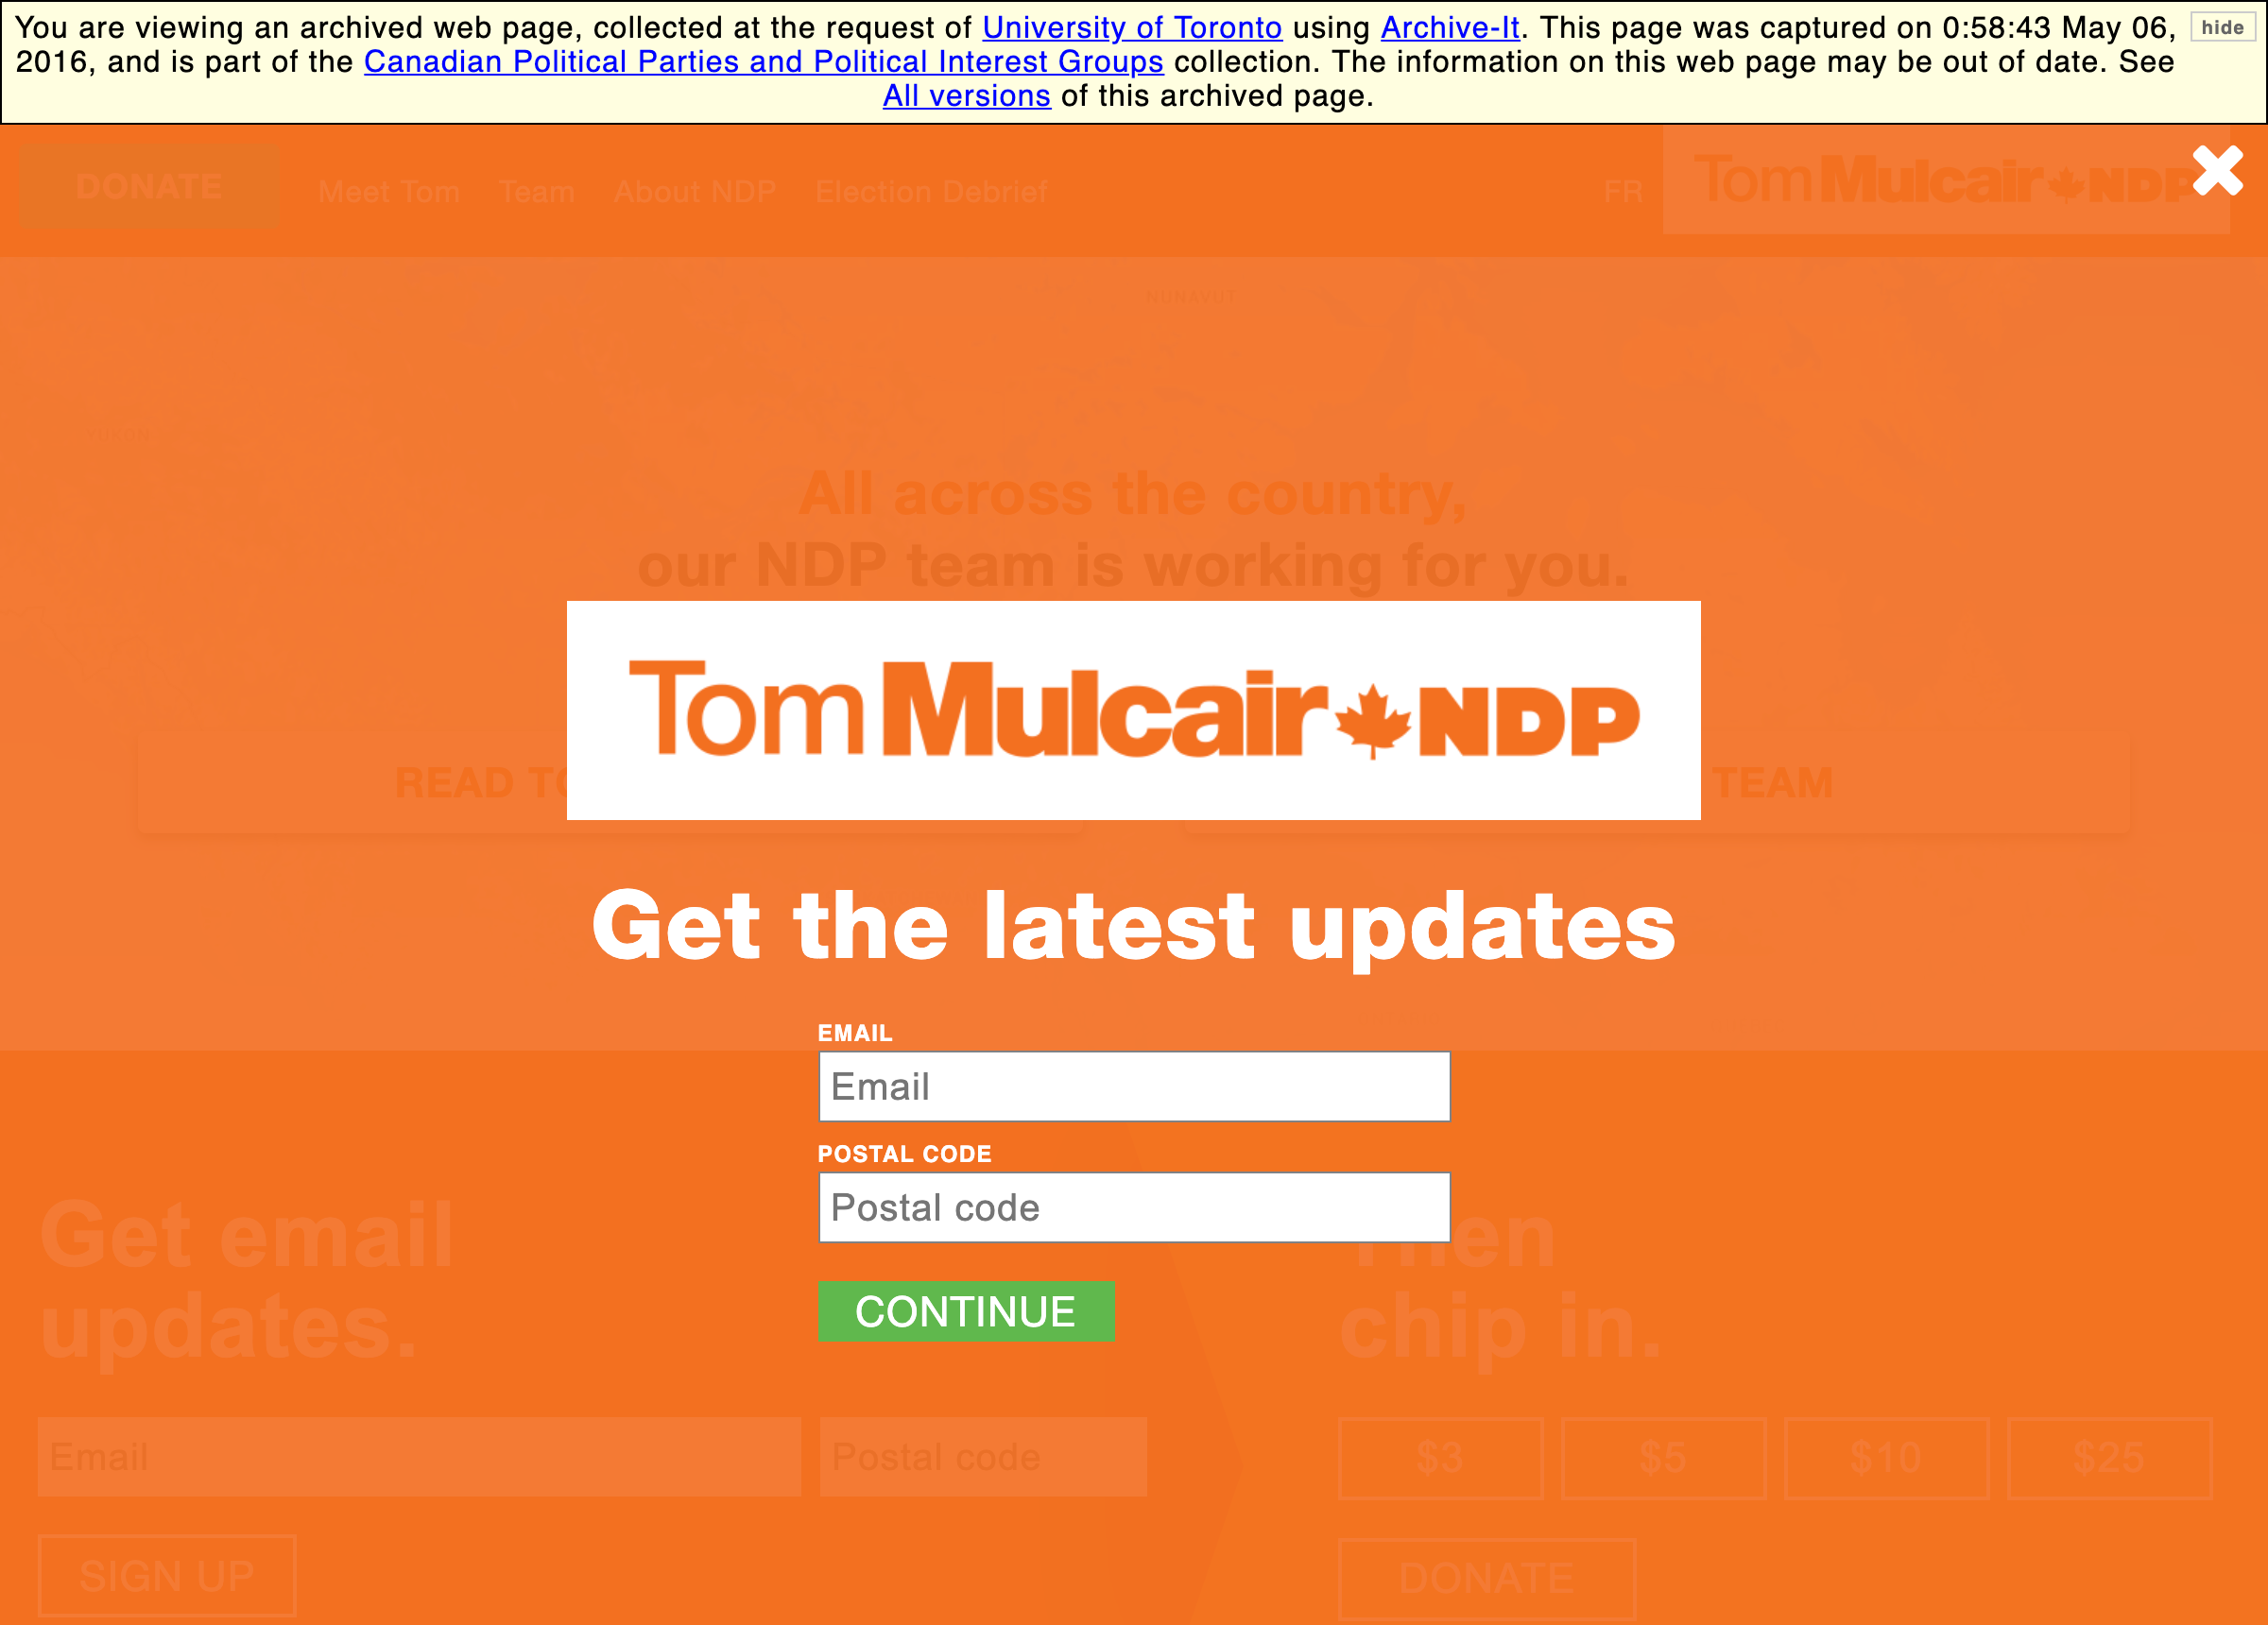 You are viewing an archived web page, collected at the request of University of Toronto using Archive-It. This page was captured on 0:58:43 May 06,
hide
2016, and is part of the Canadian Political Parties and Political Interest Groups collection. The information on this web page may be out of date. See
All versions of this archived page.
DONATE
Meet Tom Team About NDP Election Debrief
FR
Tom Mulcair NDP
NUNAVUT
YUKON
All across the country,
our NDP team is working for you.
Tom Mulcair NDP
READ TO
TEAM
Get the latest updates
EMAIL
Email
POSTAL CODE
Postal code
CONTINUE
Get email
updates.
Then
chip in.
Email
Postal code
$3 $5 $10 $25
SIGN UP
DONATE